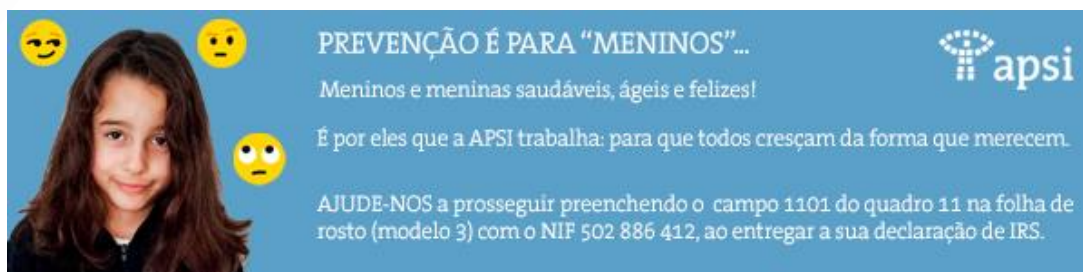 PREVENÇÃO É PARA “MENINOS”...
apsi
Meninos e meninas saudáveis, ágeis e felizes!
É por eles que a APSI trabalha: para que todos cresçam da forma que merecem.
AJUDE-NOS a prosseguir preenchendo o campo 1101 do quadro 11 na folha de
rosto (modelo 3) com o NIF 502 886 412, ao entregar a sua declaração de IRS.